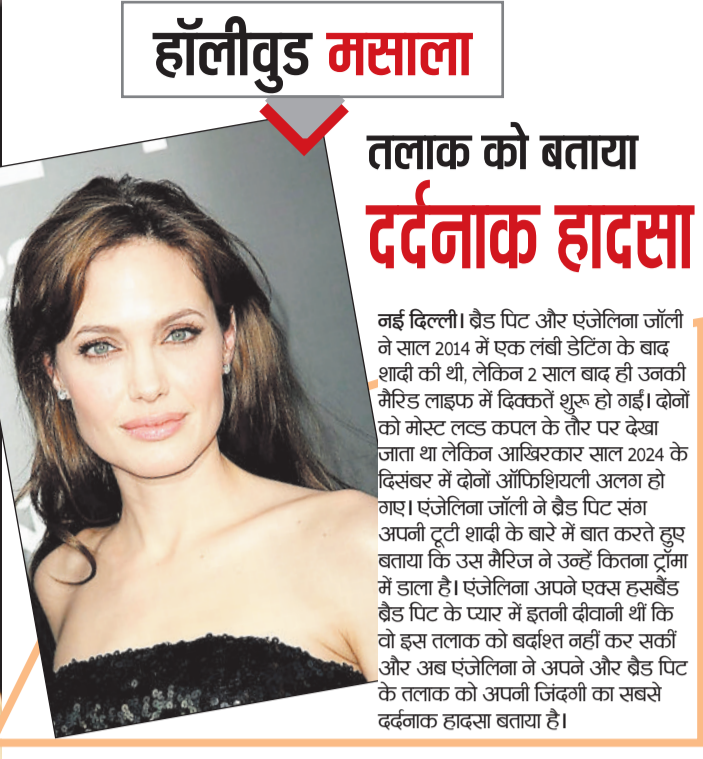 हॉलीवुड मसाला
तलाक को बताया
दर्दनाक हादसा
नई दिल्ली। ब्रैड पिट और एंजेलिना जॉली
ने साल 2014 में एक लंबी डेटिंग के बाद
शादी की थी, लेकिन 2 साल बाद ही उनकी
मैरिड लाइफ में दिक्कतें शुरू हो गईं। दोनों
को मोस्ट लव्ड कपल के तौर पर देखा
जाता था लेकिन आखिरकार साल 2024 के
दिसंबर में दोनों ऑफिशियली अलग हो
गए। एंजेलिना जॉली ने ब्रैड पिट संग
अपनी टूटी शादी के बारे में बात करते हुए
बताया कि उस मैरिज ने उन्हें कितना ट्रॉमा
में डाला है। एंजेलिना अपने एक्स हसबैंड
ब्रैड पिट के प्यार में इतनी दीवानी थीं कि
वो इस तलाक को बर्दाश्त नहीं कर सकीं
और अब एंजेलिना ने अपने और ब्रैड पिट
के तलाक को अपनी जिंदगी का सबसे
दर्दनाक हादसा बताया है।